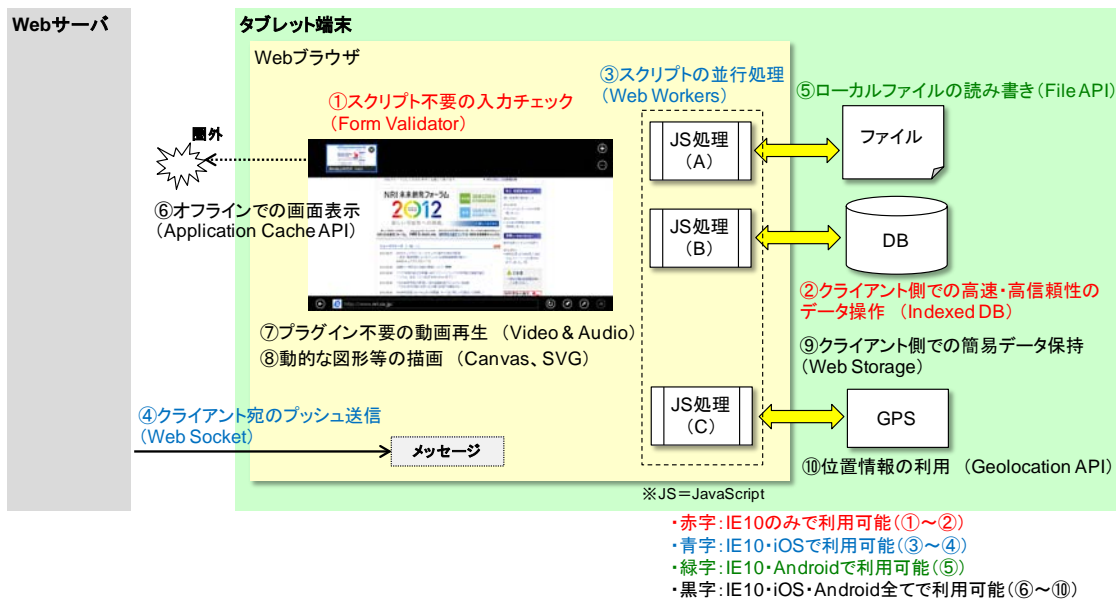 Webサーバ
タブレット端末
Webブラウザ
①スクリプト不要の入力チェック
(Form Validator)
③スクリプトの並行処理
(Web Workers)
⑤ローカルファイルの読み書き(File API)
圏外
JS処理
(A)
ファイル
NRI 未来創発フォーラム
2012
⑥オフラインでの画面表示
(Application Cache API)
JS処理
(B)
DB
②クライアント側での高速・高信頼性の
データ操作 (Indexed DB)
⑦プラグイン不要の動画再生 (Video & Audio)
⑧動的な図形等の描画 (Canvas、SVG)
⑨クライアント側での簡易データ保持
(Web Storage)
④クライアント宛のプッシュ送信
(Web Socket)
メッセージ
JS処理
(C)
GPS
⑩位置情報の利用 (Geolocation API)
※JS=JavaScript
・赤字:IE10のみで利用可能(①~②)
・青字:IE10・iOSで利用可能(③~④)
・緑字:IE10・Androidで利用可能(⑤)
・黒字:IE10・iOS・Android全てで利用可能(⑥~⑩)